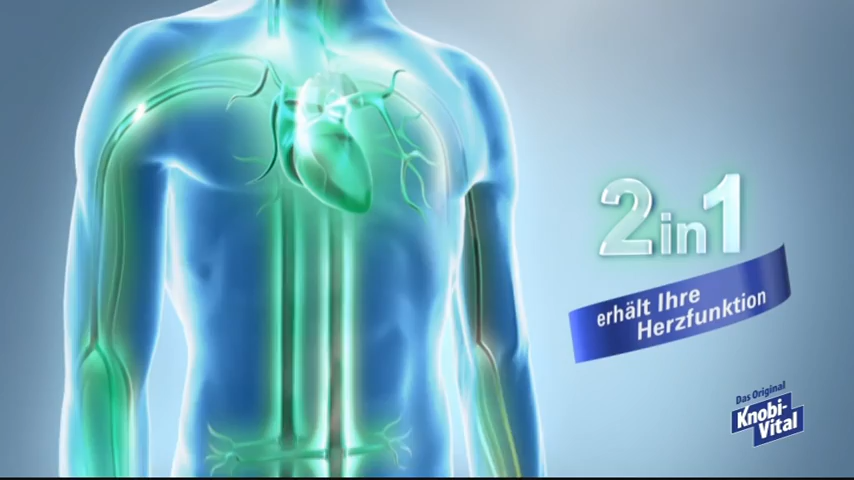 2in1
erhält Ihre
Herzfunktion
Das Original
Knobi-
Vital